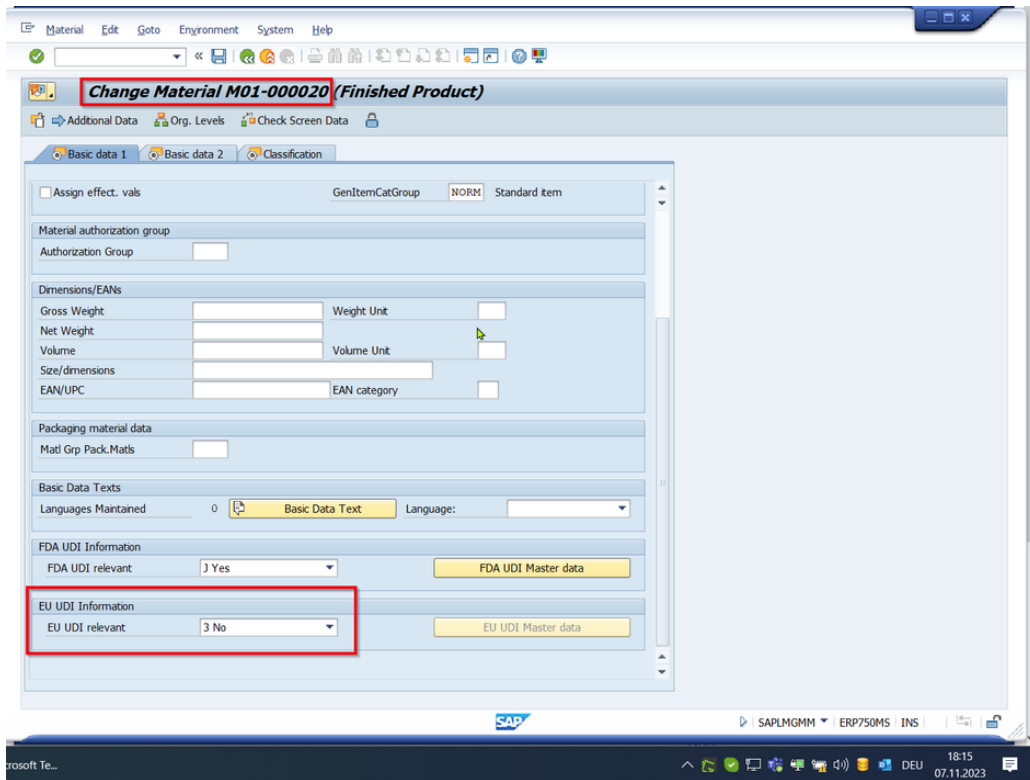 Material Edit Goto Environment System Help
Change Material M01-000020 (Finished Product)
Additional Data Org. Levels Check Screen Data
Basic data 1 Basic data 2 Classification
Assign effect. vals GenItemCatGroup NORM Standard item
Material authorization group
Authorization Group
Dimensions/EANs
Gross Weight Weight Unit
Net Weight
Volume Volume Unit
Size/dimensions
EAN/UPC EAN category
Packaging material data
Matl Grp Pack.Matls
Basic Data Texts
Languages Maintained 0 Basic Data Text Language:
FDA UDI Information
FDA UDI relevant J Yes FDA UDI Master data
EU UDI Information
EU UDI relevant 3 No EU UDI Master data
SAP SAPLMGMM ERP750MS INS
crosoft Te... DEU 18:15
07.11.2023